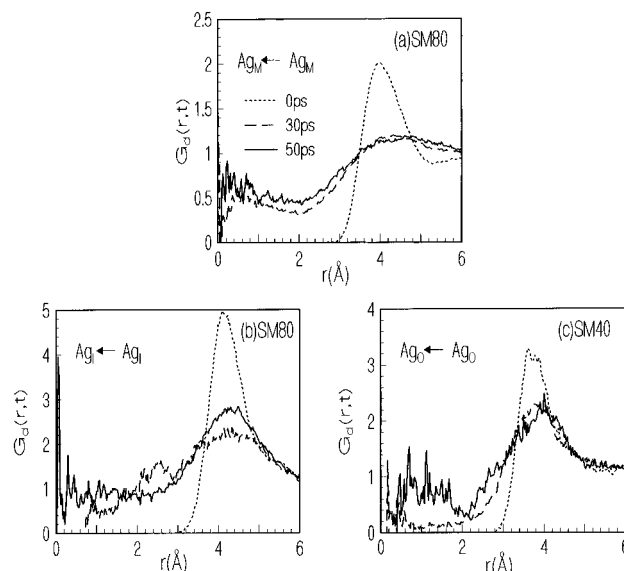 (a)SM80
Ag_M ← Ag_M
0ps
30ps
50ps
G_d(r,t)
2.5
2
1.5
1
0.5
0
0 2 4 6
r(Å)
(b)SM80
Ag_I ← Ag_I
G_d(r,t)
5
4
3
2
1
0
0 2 4 6
r(Å)
(c)SM40
Ag_O ← Ag_O
G_d(r,t)
4
3
2
1
0
0 2 4 6
r(Å)